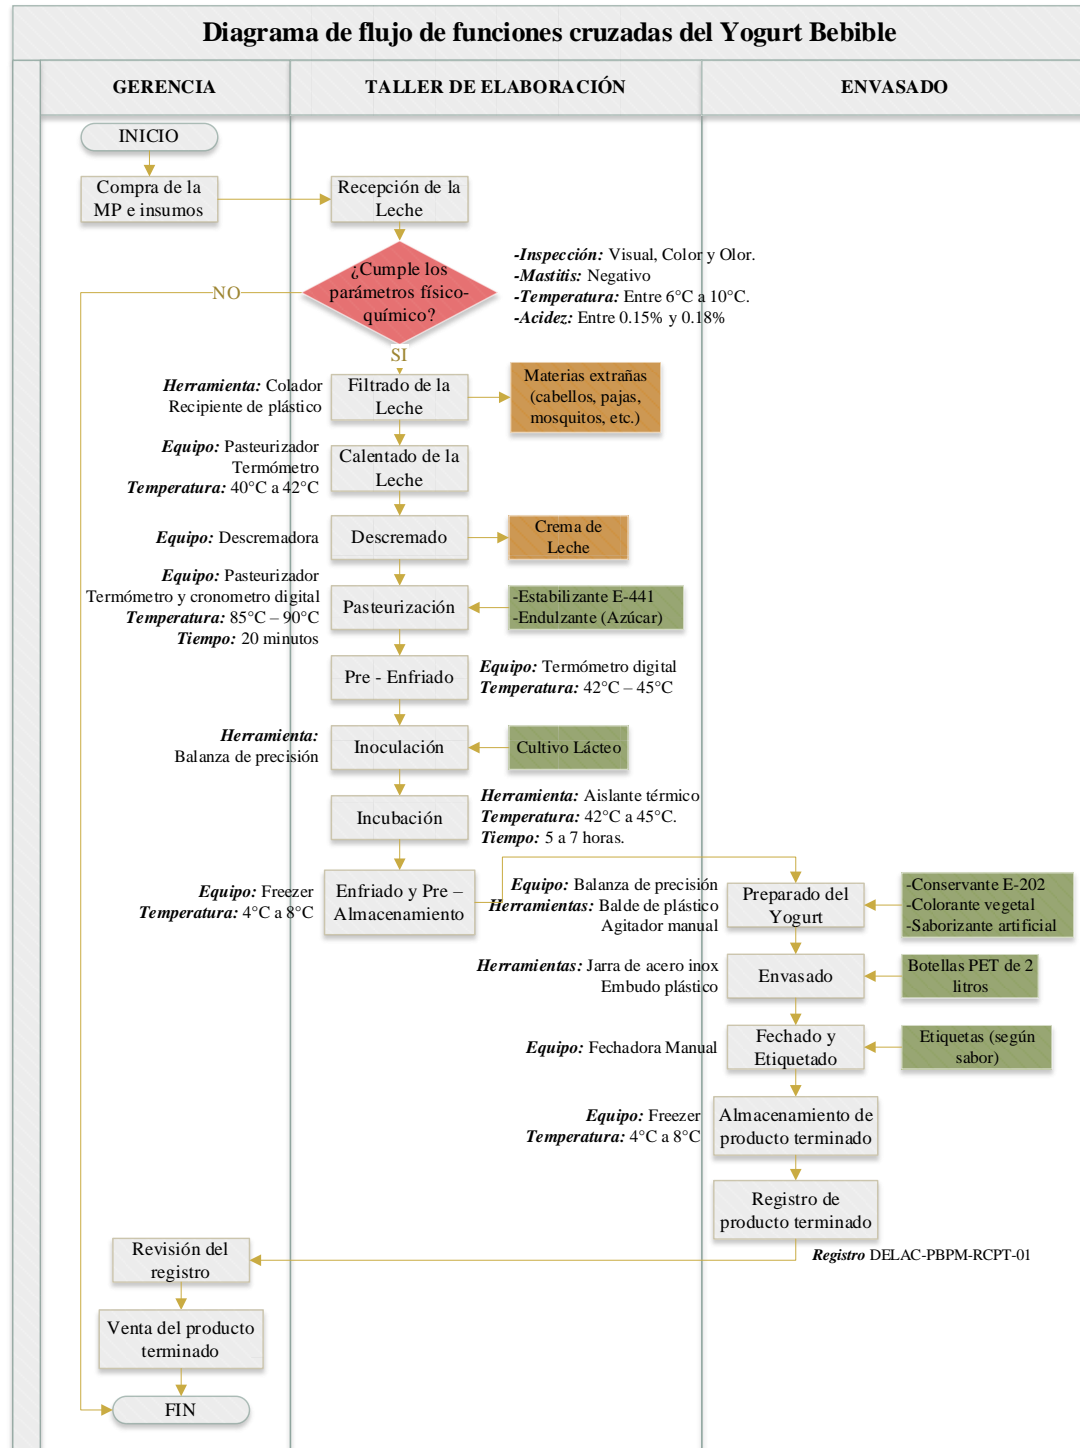 Diagrama de flujo de funciones cruzadas del Yogurt Bebible
GERENCIA
TALLER DE ELABORACIÓN
ENVASADO
INICIO
Compra de la
MP e insumos
Recepción de la
Leche
¿Cumple los
parámetros físico-
químico?
-Inspección: Visual, Color y Olor.
-Mastitis: Negativo
-Temperatura: Entre 6°C a 10°C.
-Acidez: Entre 0.15% y 0.18%
NO
SI
Herramienta: Colador
Recipiente de plástico
Filtrado de la
Leche
Materias extrañas
(cabellos, pajas,
mosquitos, etc.)
Equipo: Pasteurizador
Termómetro
Temperatura: 40°C a 42°C
Calentado de la
Leche
Equipo: Descremadora
Descremado
Crema de
Leche
Equipo: Pasteurizador
Termómetro y cronometro digital
Temperatura: 85°C – 90°C
Tiempo: 20 minutos
Pasteurización
-Estabilizante E-441
-Endulzante (Azúcar)
Pre - Enfriado
Equipo: Termómetro digital
Temperatura: 42°C – 45°C
Herramienta:
Balanza de precisión
Inoculación
Cultivo Lácteo
Incubación
Herramienta: Aislante térmico
Temperatura: 42°C a 45°C.
Tiempo: 5 a 7 horas.
Equipo: Freezer
Temperatura: 4°C a 8°C
Enfriado y Pre –
Almacenamiento
Equipo: Balanza de precisión
Herramientas: Balde de plástico
Agitador manual
Preparado del
Yogurt
-Conservante E-202
-Colorante vegetal
-Saborizante artificial
Herramientas: Jarra de acero inox
Embudo plástico
Envasado
Botellas PET de 2
litros
Equipo: Fechadora Manual
Fechado y
Etiquetado
Etiquetas (según
sabor)
Equipo: Freezer
Temperatura: 4°C a 8°C
Almacenamiento de
producto terminado
Registro de
producto terminado
Registro DELAC-PBPM-RCPT-01
Revisión del
registro
Venta del producto
terminado
FIN